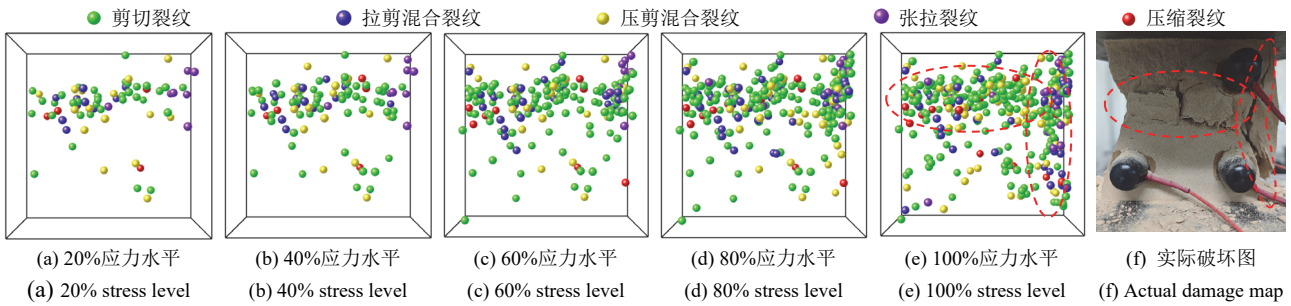 剪切裂纹 拉剪混合裂纹 压剪混合裂纹 张拉裂纹 压缩裂纹
(a) 20%应力水平 (b) 40%应力水平 (c) 60%应力水平 (d) 80%应力水平 (e) 100%应力水平 (f) 实际破坏图
(a) 20% stress level (b) 40% stress level (c) 60% stress level (d) 80% stress level (e) 100% stress level (f) Actual damage map